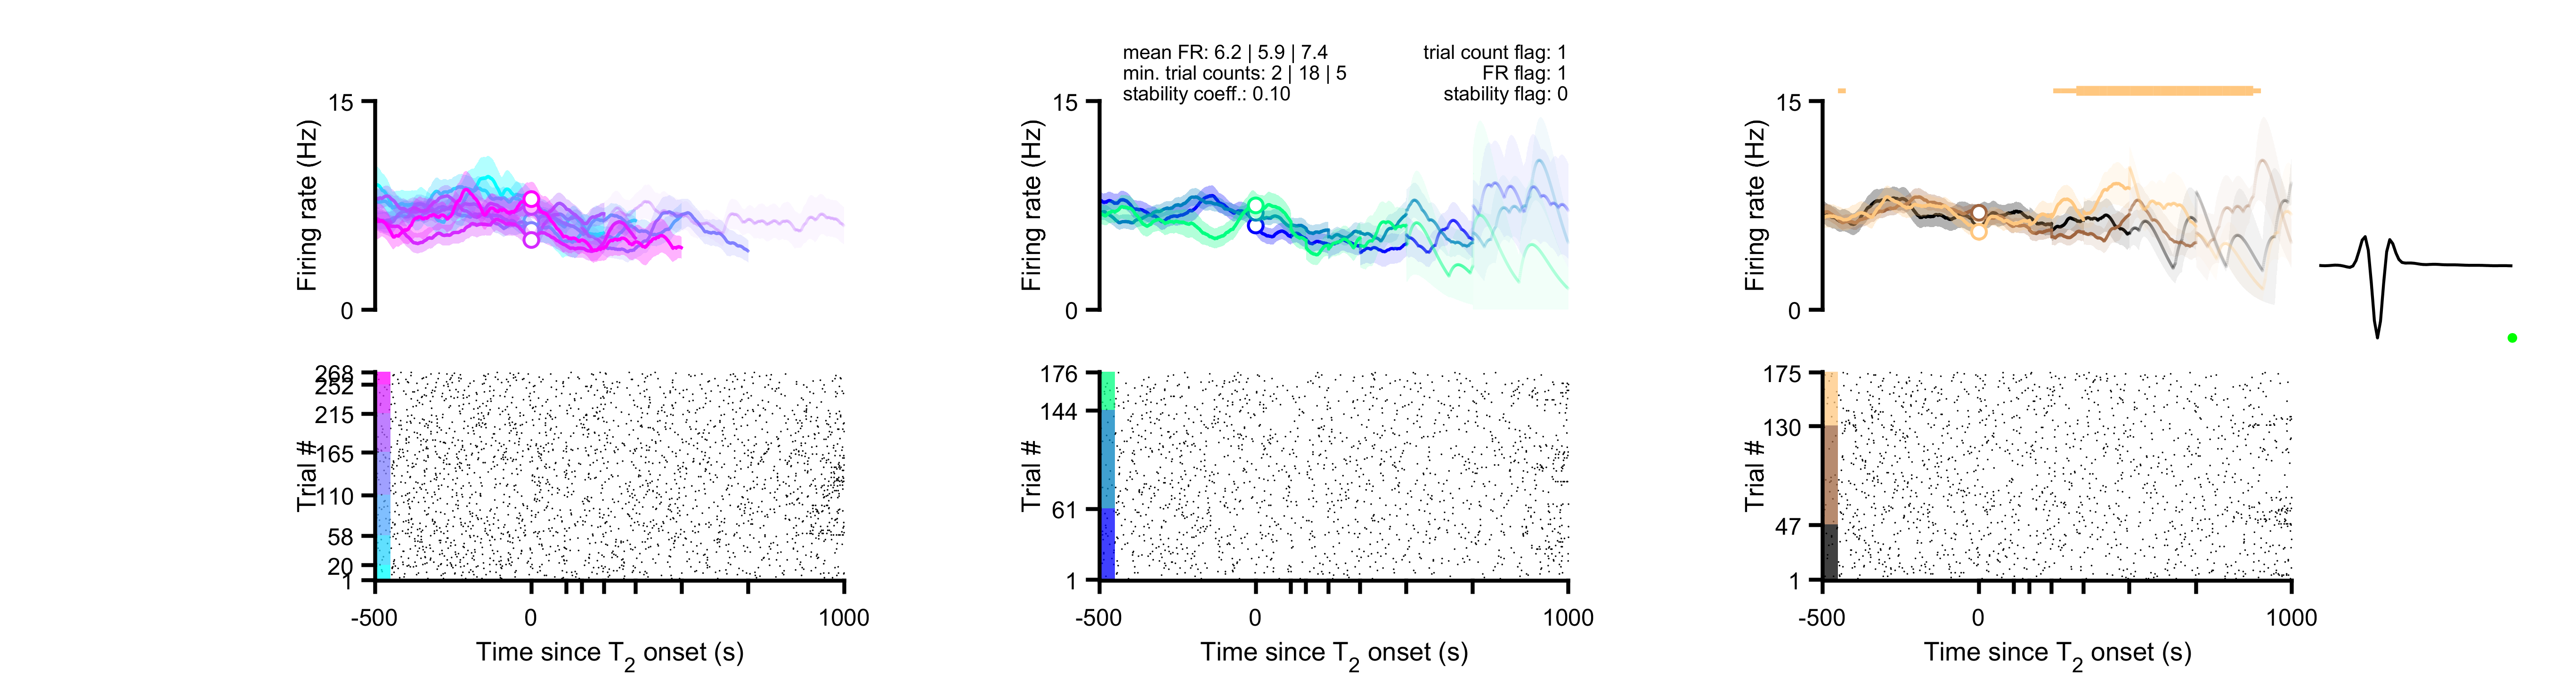 mean FR: 6.2 | 5.9 | 7.4
min. trial counts: 2 | 18 | 5
stability coeff.: 0.10
trial count flag: 1
FR flag: 1
stability flag: 0
15
Firing rate (Hz)
0
15
Firing rate (Hz)
0
15
Firing rate (Hz)
0
268
252
215
165
110
58
20
1
Trial #
-500
0
1000
Time since T2 onset (s)
176
144
61
1
Trial #
-500
0
1000
Time since T2 onset (s)
175
130
47
1
Trial #
-500
0
1000
Time since T2 onset (s)